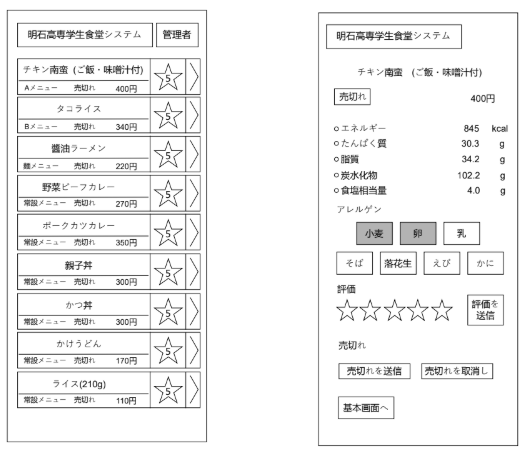 明石高専学生食堂システム 管理者
チキン南蛮 (ご飯・味噌汁付)
Aメニュー 売切れ 400円
5
タコライス
Bメニュー 売切れ 340円
5
醬油ラーメン
麺メニュー 売切れ 220円
5
野菜ビーフカレー
常設メニュー 売切れ 270円
5
ポークカツカレー
常設メニュー 売切れ 350円
5
親子丼
常設メニュー 売切れ 300円
5
かつ丼
常設メニュー 売切れ 300円
5
かけうどん
常設メニュー 売切れ 170円
5
ライス(210g)
常設メニュー 売切れ 110円
5
明石高専学生食堂システム
チキン南蛮 (ご飯・味噌汁付)
売切れ 400円
エネルギー 845 kcal
たんぱく質 30.3 g
脂質 34.2 g
炭水化物 102.2 g
食塩相当量 4.0 g
アレルゲン
小麦 卵 乳
そば 落花生 えび かに
評価
評価を
送信
売切れ
売切れを送信 売切れを取消し
基本画面へ